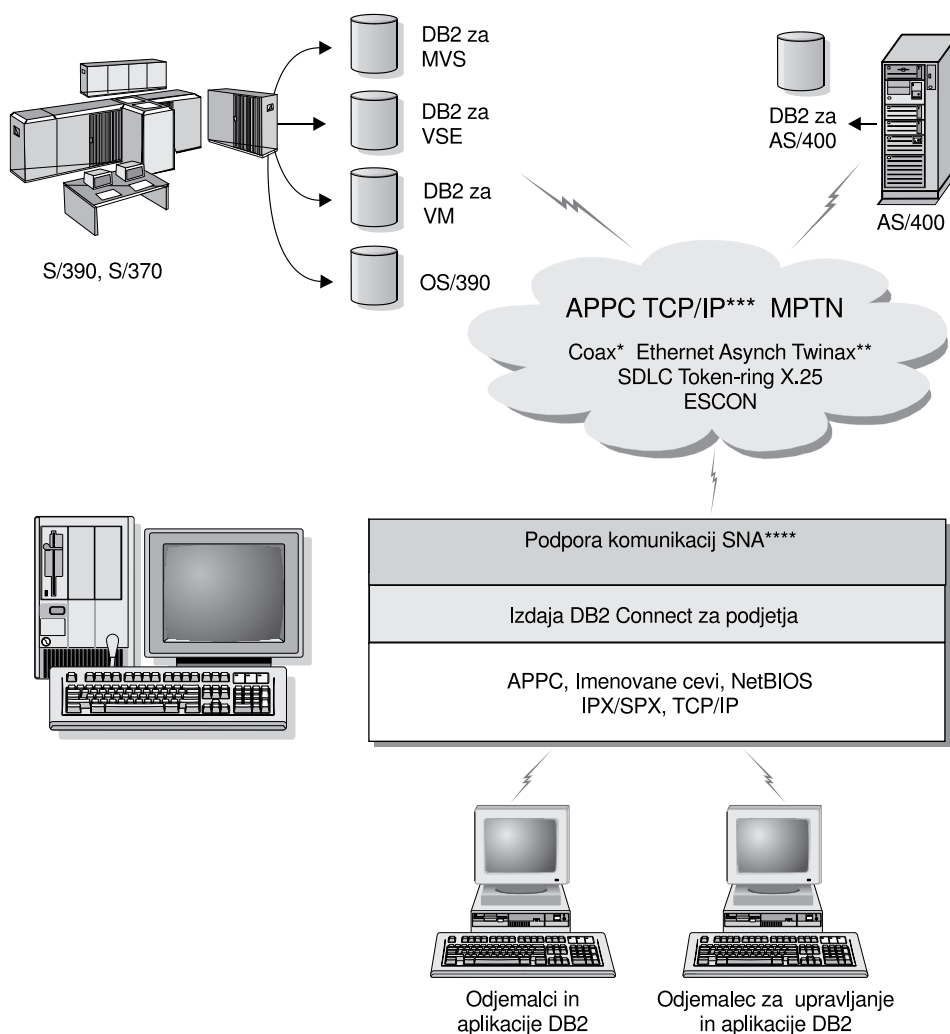 DB2 za
MVS
DB2 za
VSE
DB2 za
VM
OS/390
S/390, S/370
DB2 za
AS/400
AS/400
APPC TCP/IP*** MPTN
Coax* Ethernet Asynch Twinax**
SDLC Token-ring X.25
ESCON
Podpora komunikacij SNA****
Izdaja DB2 Connect za podjetja
APPC, Imenovane cevi, NetBIOS
IPX/SPX, TCP/IP
Odjemalci in
aplikacije DB2
Odjemalec za upravljanje
in aplikacije DB2